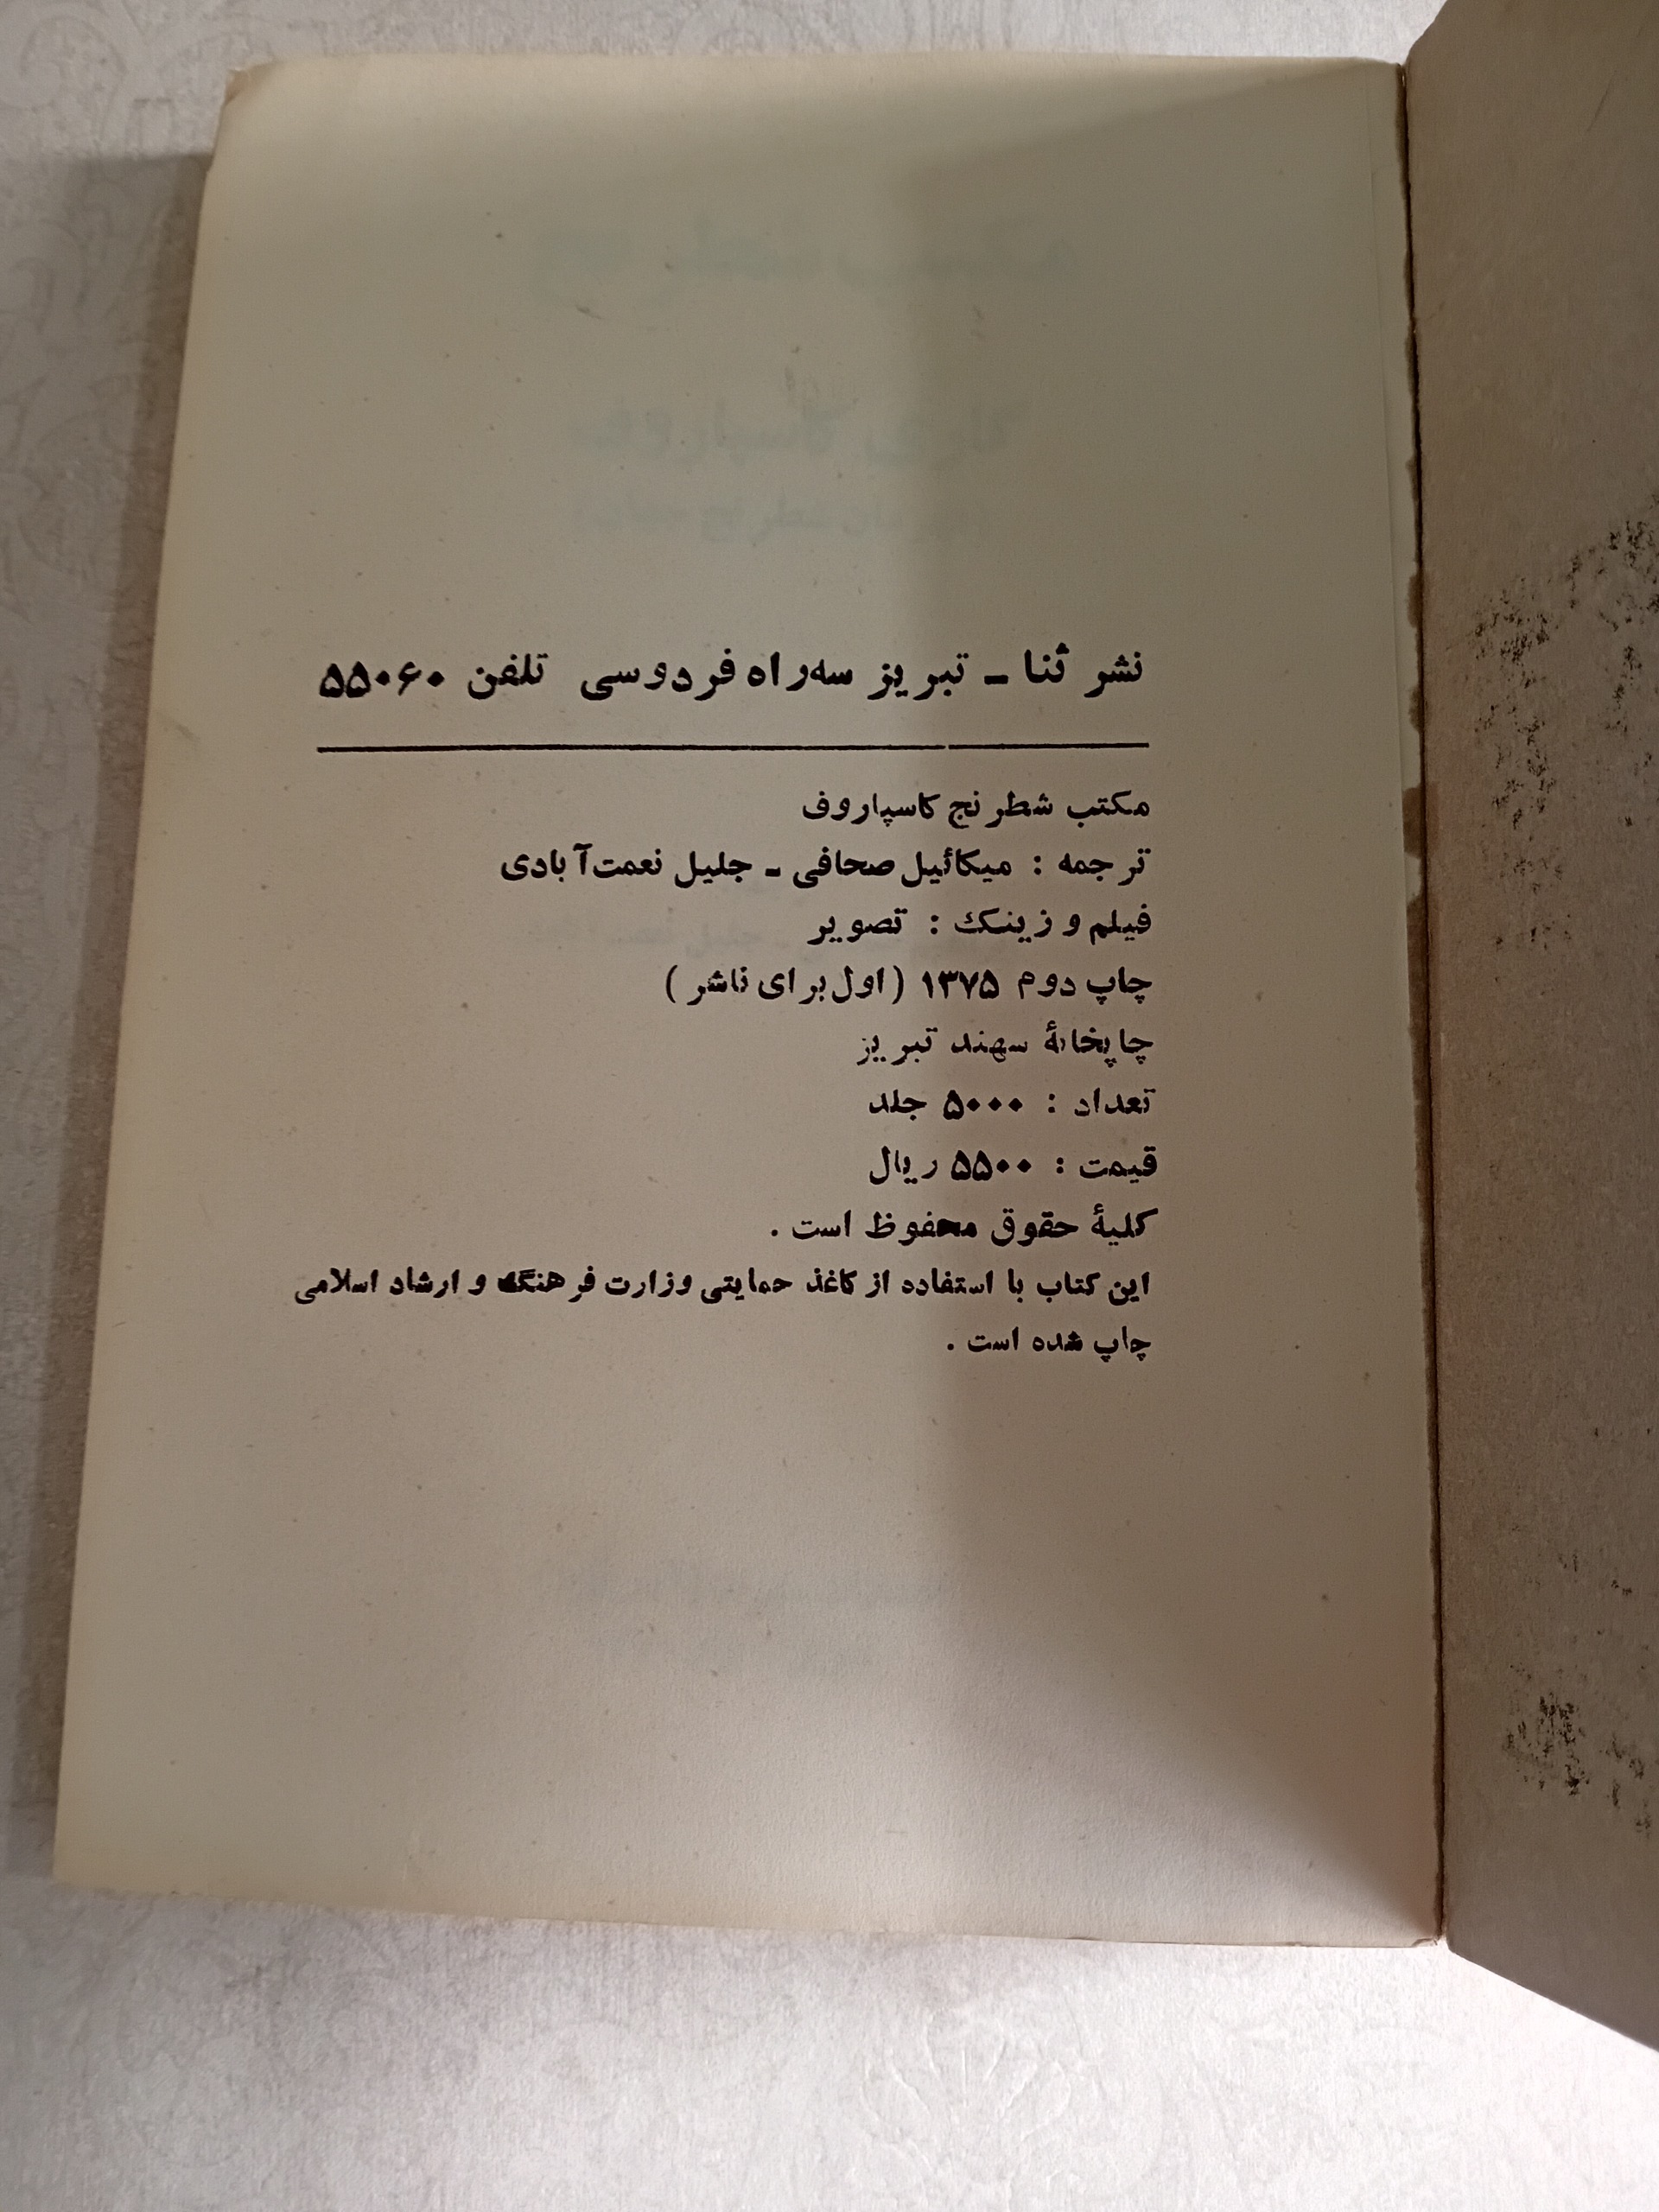 نشر ثنا ـ تبریز سه‌راه فردوسی تلفن ۵۵۰۶۰
مکتب شطرنج کاسپاروف
ترجمه : میکائیل صحافی ـ جلیل نعمت‌آبادی
فیلم و زینک : تصویر
چاپ دوم ۱۳۷۵ (اول برای ناشر)
چاپخانهٔ سهند تبریز
تعداد : ۵۰۰۰ جلد
قیمت : ۵۵۰۰ ریال
کلیهٔ حقوق محفوظ است .
این کتاب با استفاده از کاغذ حمایتی وزارت فرهنگ و ارشاد اسلامی
چاپ شده است .